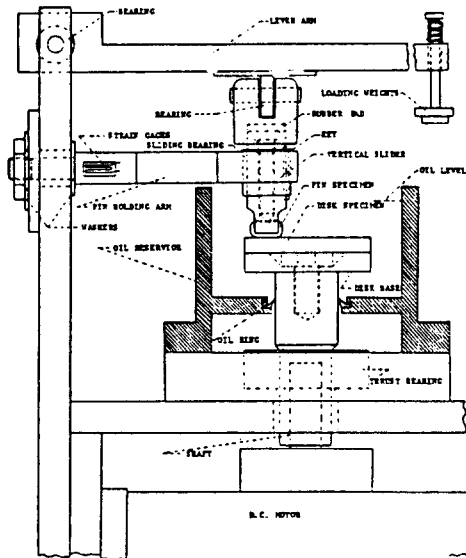 BEARING
LEVER ARM
BEARING
LOADING WEIGHTS
RUBBER PAD
STRAIN GAGES
KEY
SLIDING BEARING
VERTICAL SLIDER
OIL LEVEL
PIN SPECIMEN
PIN HOLDING ARM
DISK SPECIMEN
WASHERS
OIL RESERVIOR
DISK BASE
OIL RING
THRUST BEARING
SHAFT
D.C. MOTOR